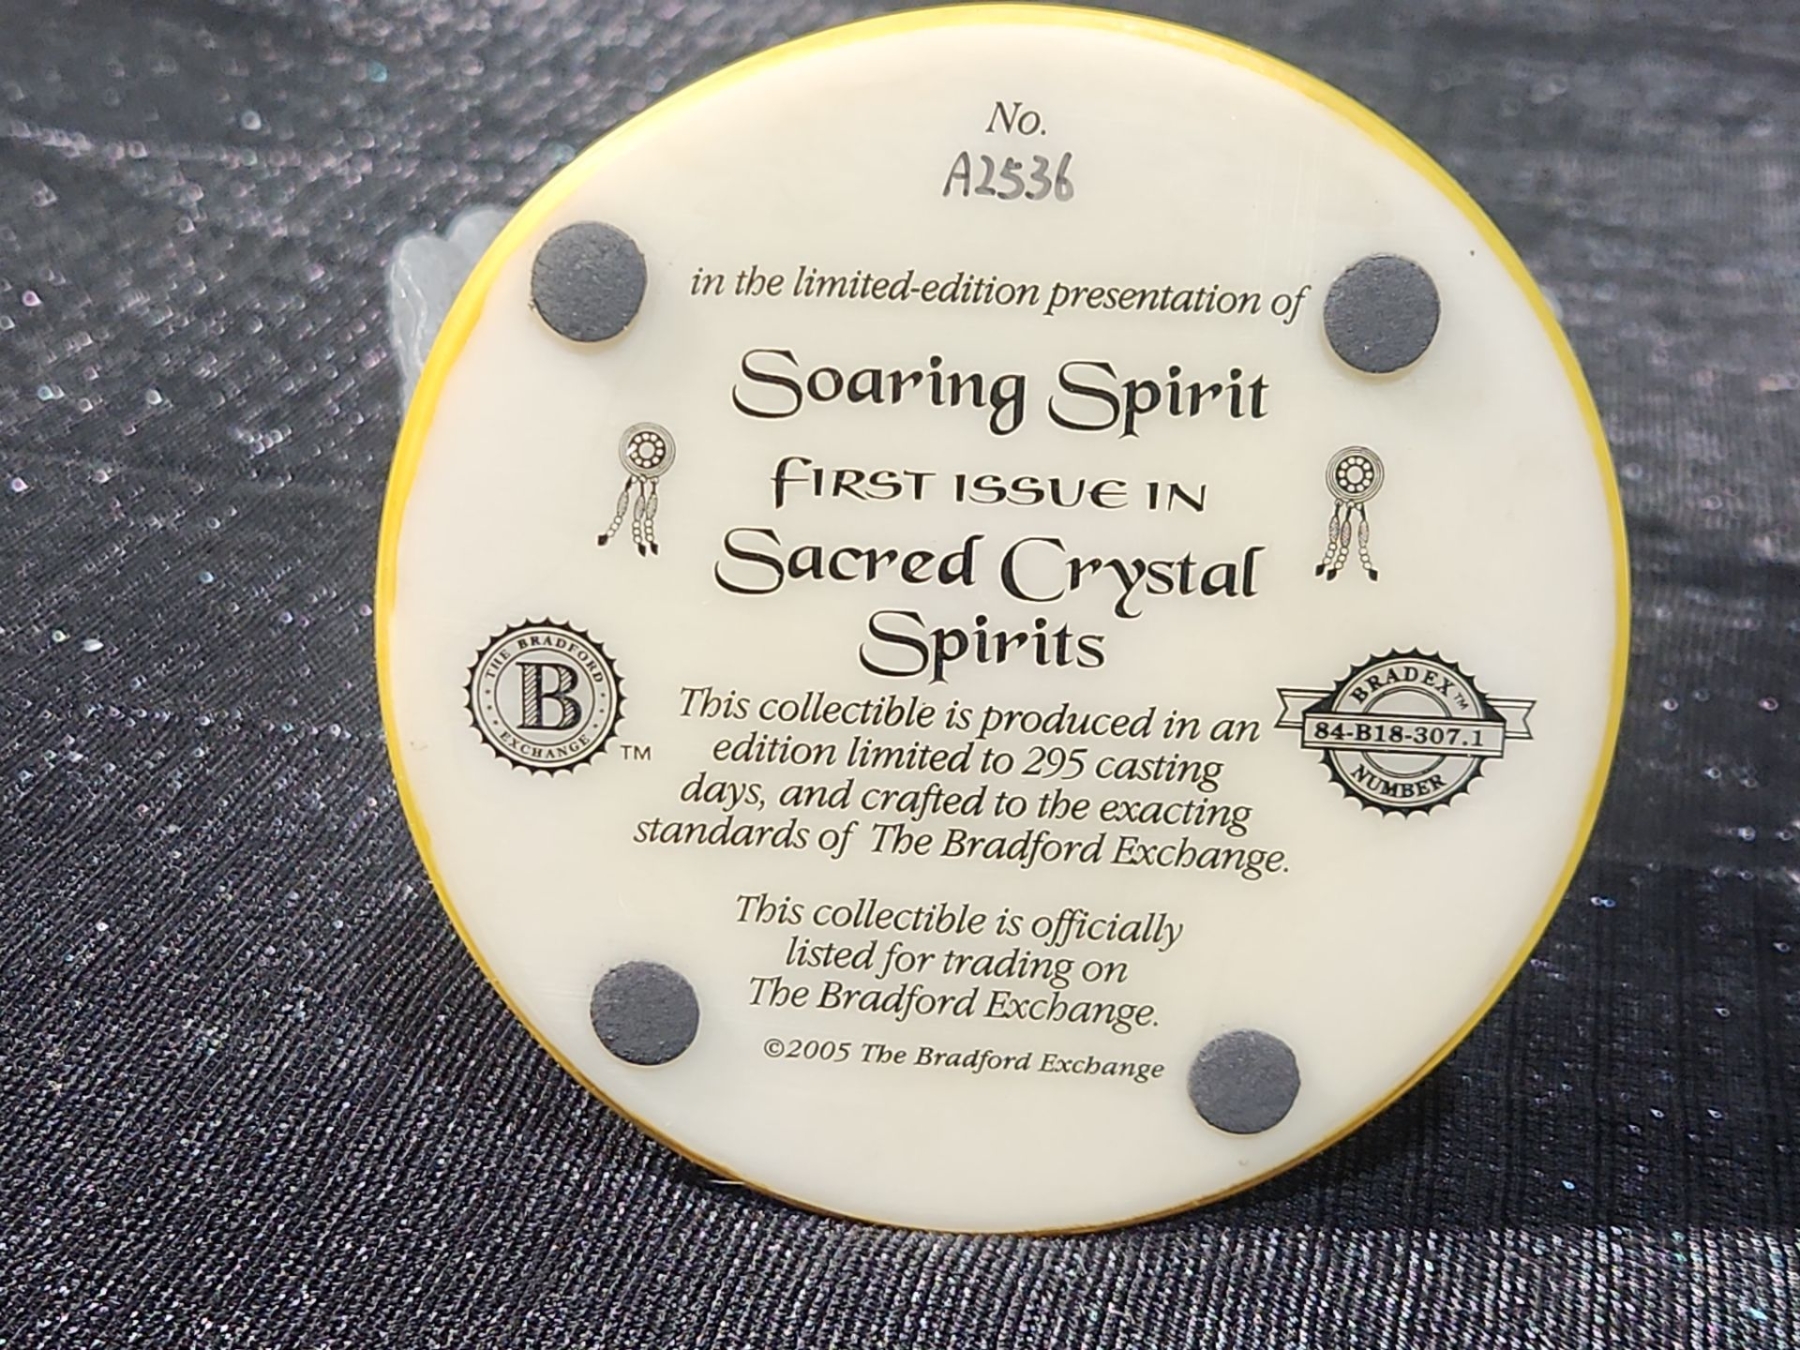 No.
A2536
in the limited-edition presentation of
Soaring Spirit
FIRST ISSUE IN
Sacred Crystal
Spirits
THE BRADFORD
B
EXCHANGE
TM
BRADEX™
84-B18-307.1
NUMBER
This collectible is produced in an
edition limited to 295 casting
days, and crafted to the exacting
standards of The Bradford Exchange.
This collectible is officially
listed for trading on
The Bradford Exchange.
©2005 The Bradford Exchange